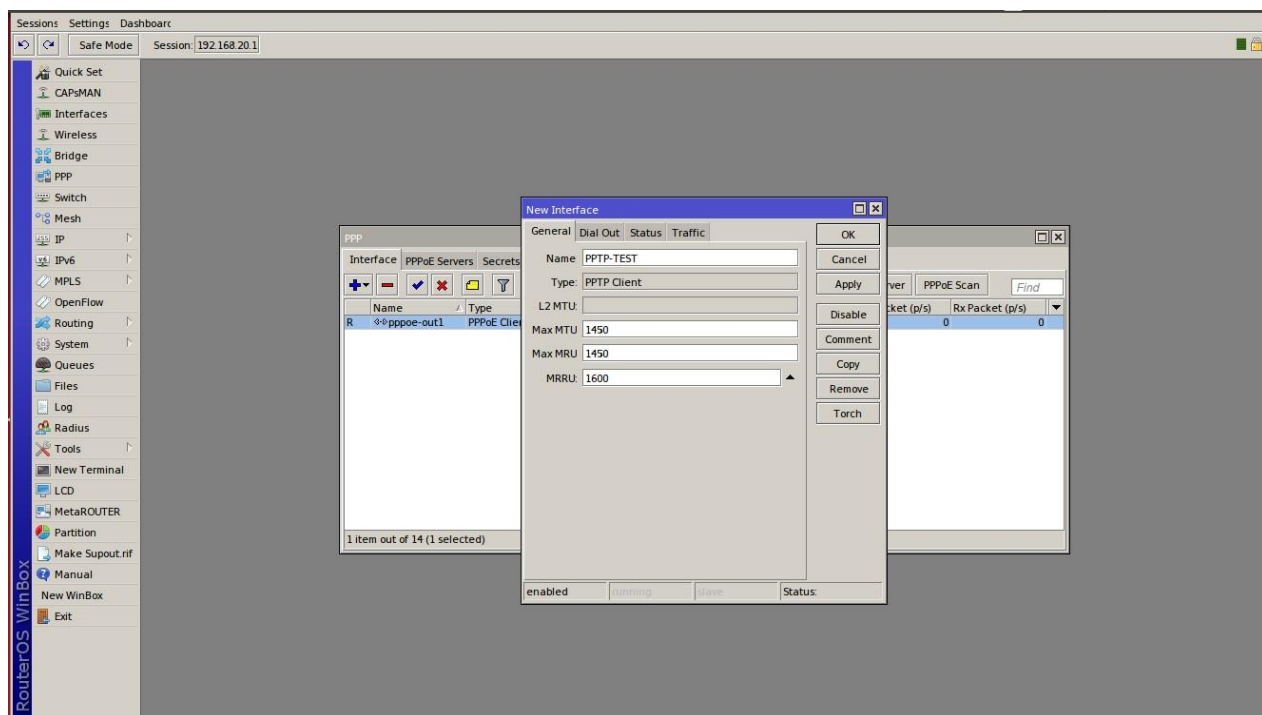 Sessions Settings Dashboarc
Safe Mode Session: 192.168.20.1
Quick Set
CAPsMAN
Interfaces
Wireless
Bridge
PPP
Switch
Mesh
IP
IPv6
MPLS
OpenFlow
Routing
System
Queues
Files
Log
Radius
Tools
New Terminal
LCD
MetaROUTER
Partition
Make Supout.rif
Manual
New WinBox
Exit
RouterOS WinBox
PPP
Interface PPPoE Servers Secrets
ver PPPoE Scan Find
Name Type cket (p/s) Rx Packet (p/s)
R pppoe-out1 PPPoE Clie 0 0
1 item out of 14 (1 selected)
New Interface
General Dial Out Status Traffic
Name PPTP-TEST
Type: PPTP Client
L2 MTU:
Max MTU 1450
Max MRU 1450
MRRU: 1600
OK
Cancel
Apply
Disable
Comment
Copy
Remove
Torch
enabled running slave Status: